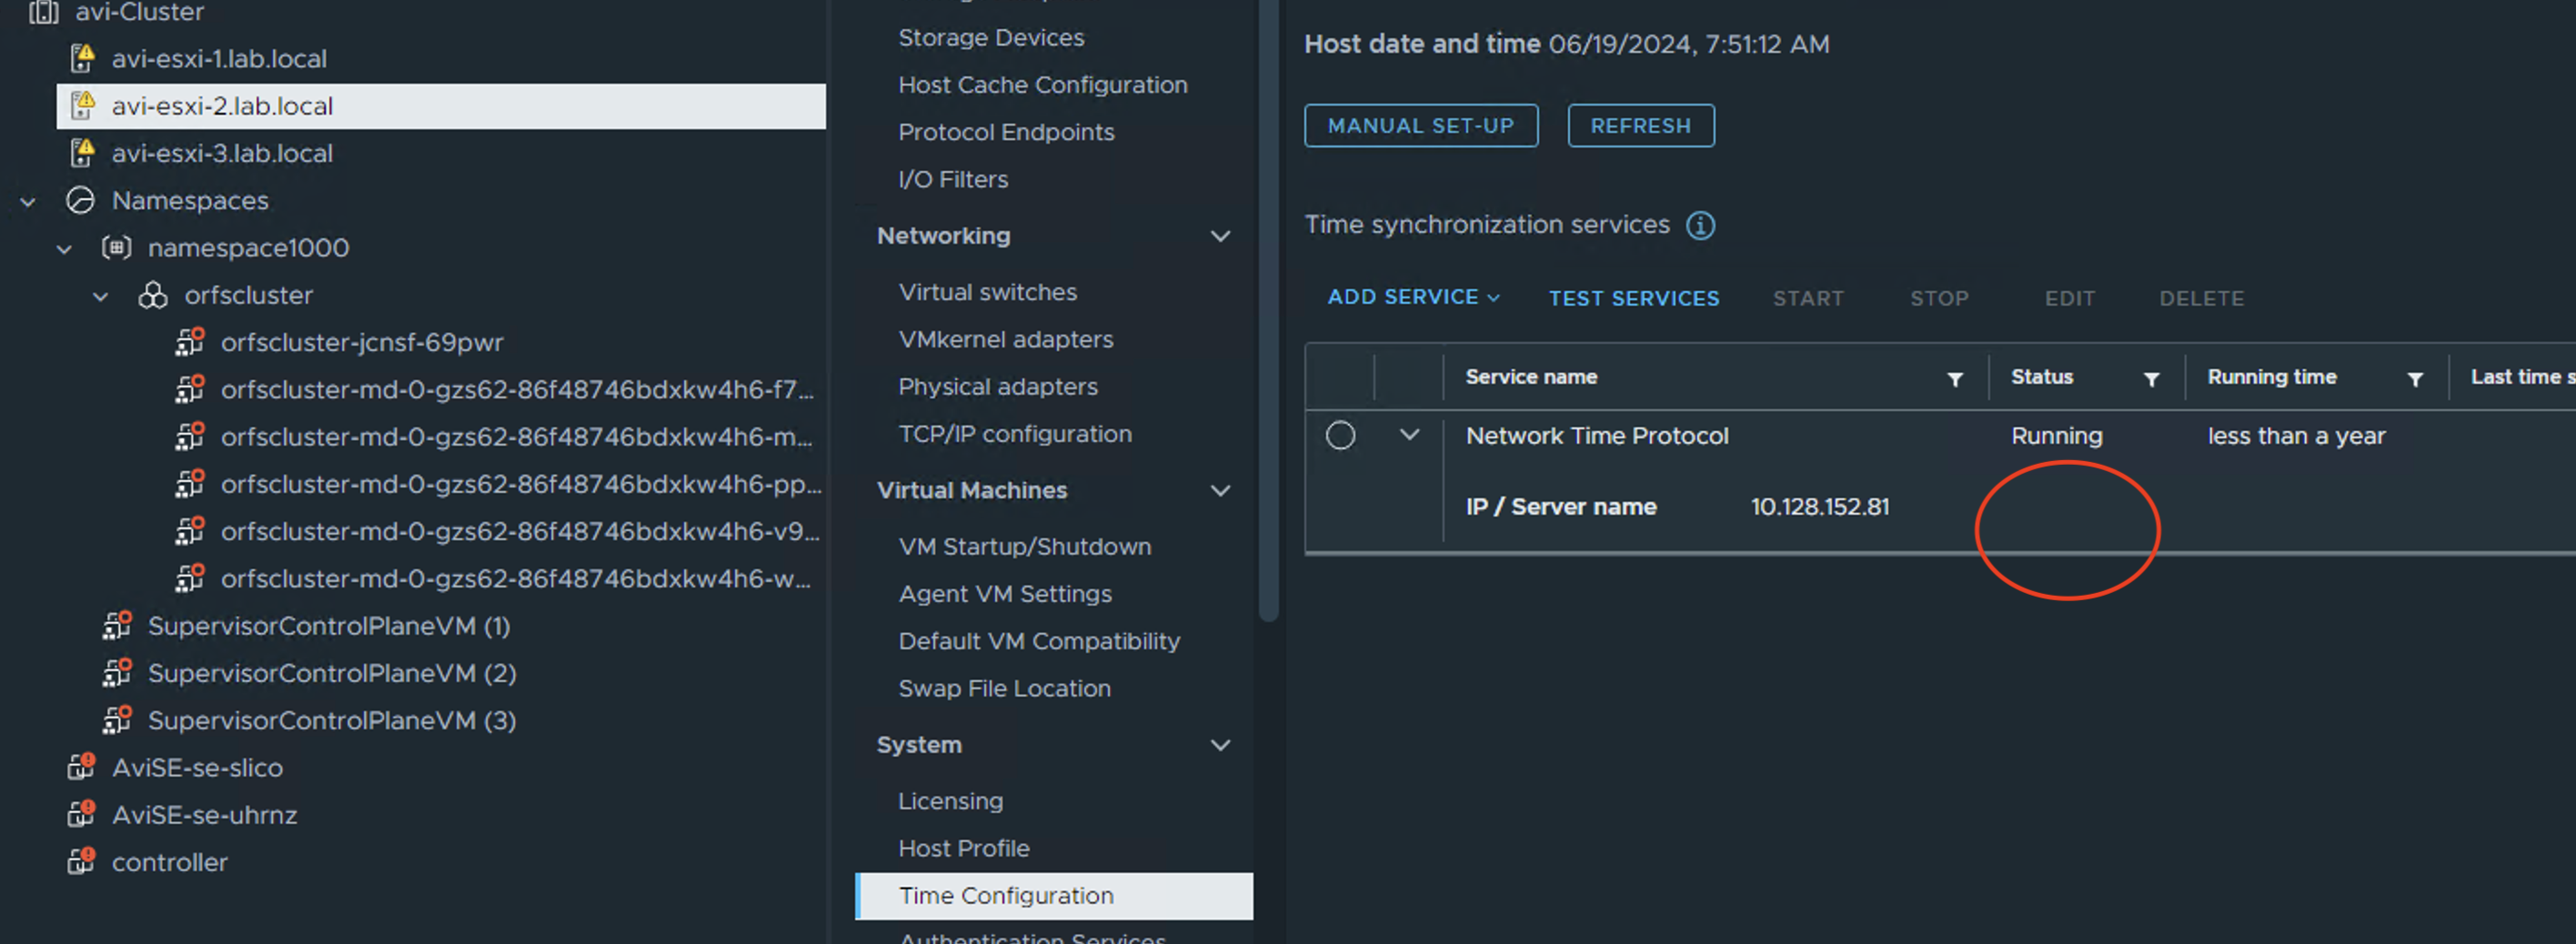 avi-Cluster
avi-esxi-1.lab.local
avi-esxi-2.lab.local
avi-esxi-3.lab.local
Namespaces
namespace1000
orfscluster
orfscluster-jcnsf-69pwr
orfscluster-md-0-gzs62-86f48746bdxkw4h6-f7...
orfscluster-md-0-gzs62-86f48746bdxkw4h6-m...
orfscluster-md-0-gzs62-86f48746bdxkw4h6-pp...
orfscluster-md-0-gzs62-86f48746bdxkw4h6-v9...
orfscluster-md-0-gzs62-86f48746bdxkw4h6-w...
SupervisorControlPlaneVM (1)
SupervisorControlPlaneVM (2)
SupervisorControlPlaneVM (3)
AviSE-se-slico
AviSE-se-uhrnz
controller
Storage Devices
Host Cache Configuration
Protocol Endpoints
I/O Filters
Networking
Virtual switches
VMkernel adapters
Physical adapters
TCP/IP configuration
Virtual Machines
VM Startup/Shutdown
Agent VM Settings
Default VM Compatibility
Swap File Location
System
Licensing
Host Profile
Time Configuration
Authentication Services
Host date and time 06/19/2024, 7:51:12 AM
MANUAL SET-UP REFRESH
Time synchronization services
ADD SERVICE TEST SERVICES START STOP EDIT DELETE
Service name Status Running time Last time s
Network Time Protocol Running less than a year
IP / Server name 10.128.152.81